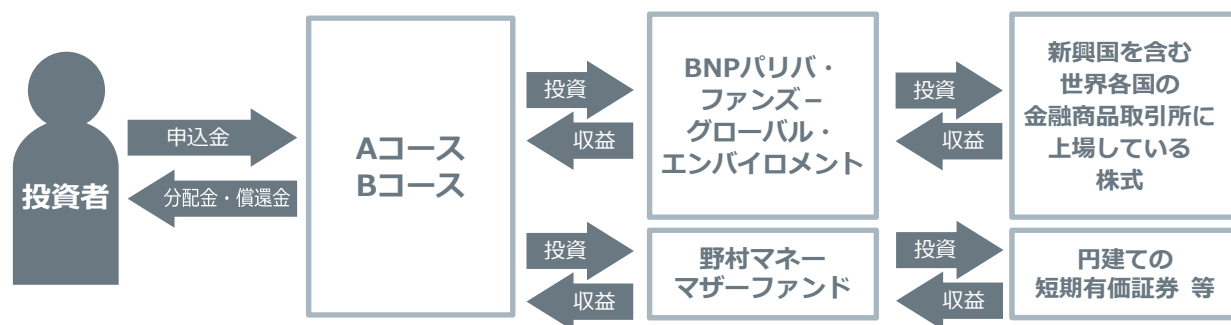 投資者
申込金
分配金・償還金
Aコース
Bコース
投資
収益
BNPパリバ・
ファンズ－
グローバル・
エンバイロメント
投資
収益
新興国を含む
世界各国の
金融商品取引所に
上場している
株式
投資
収益
野村マネー
マザーファンド
投資
収益
円建ての
短期有価証券 等